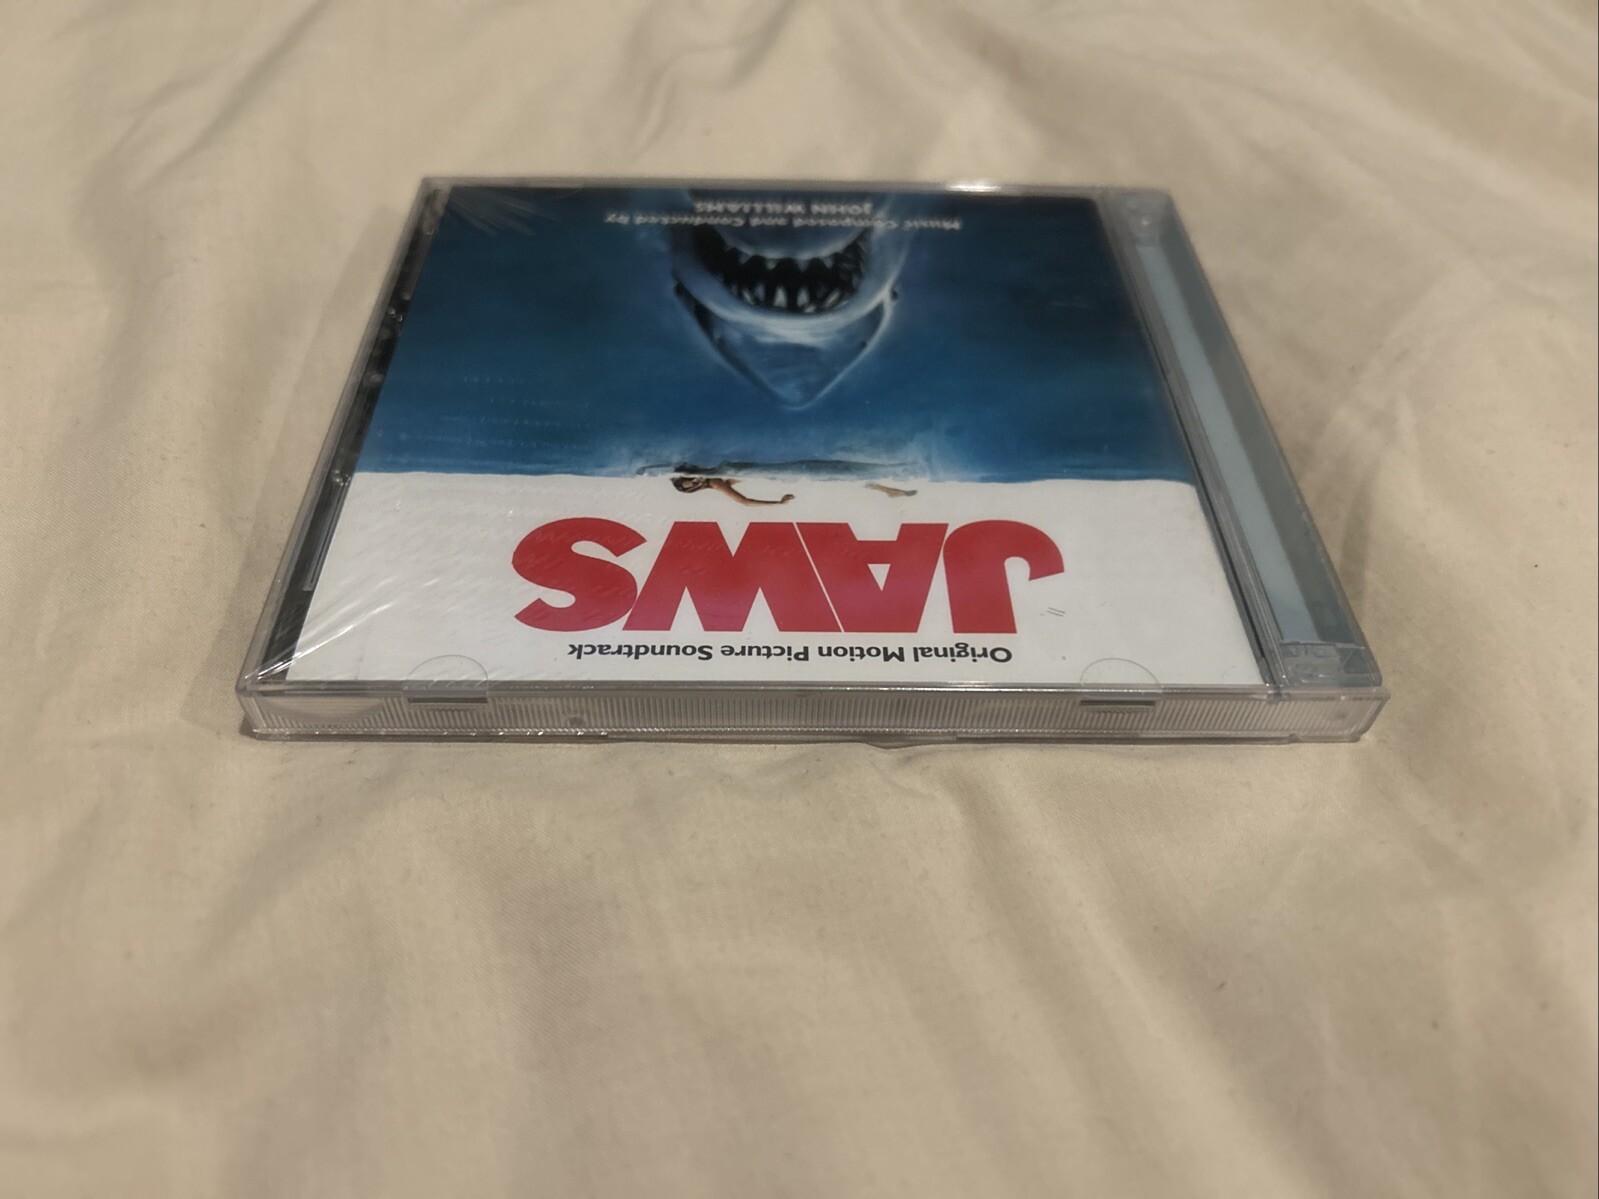 Original Motion Picture Soundtrack
JAWS
Music Composed and Conducted by
JOHN WILLIAMS